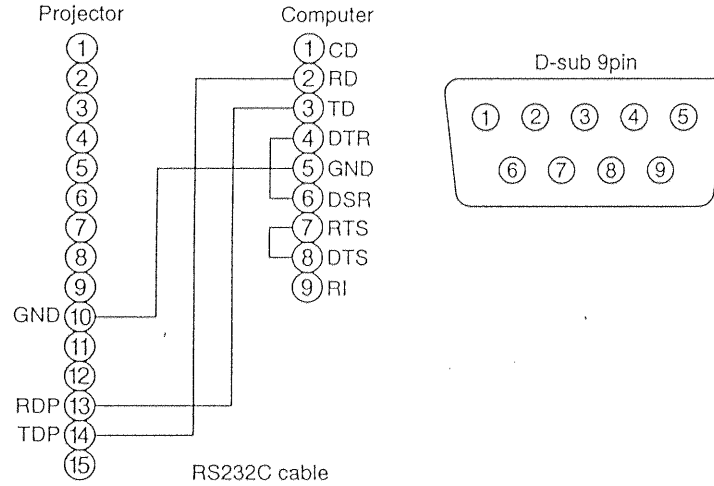 Projector
1
2
3
4
5
6
7
8
9
GND 10
11
12
RDP 13
TDP 14
15
Computer
1 CD
2 RD
3 TD
4 DTR
5 GND
6 DSR
7 RTS
8 DTS
9 RI
RS232C cable
D-sub 9pin
1 2 3 4 5
6 7 8 9